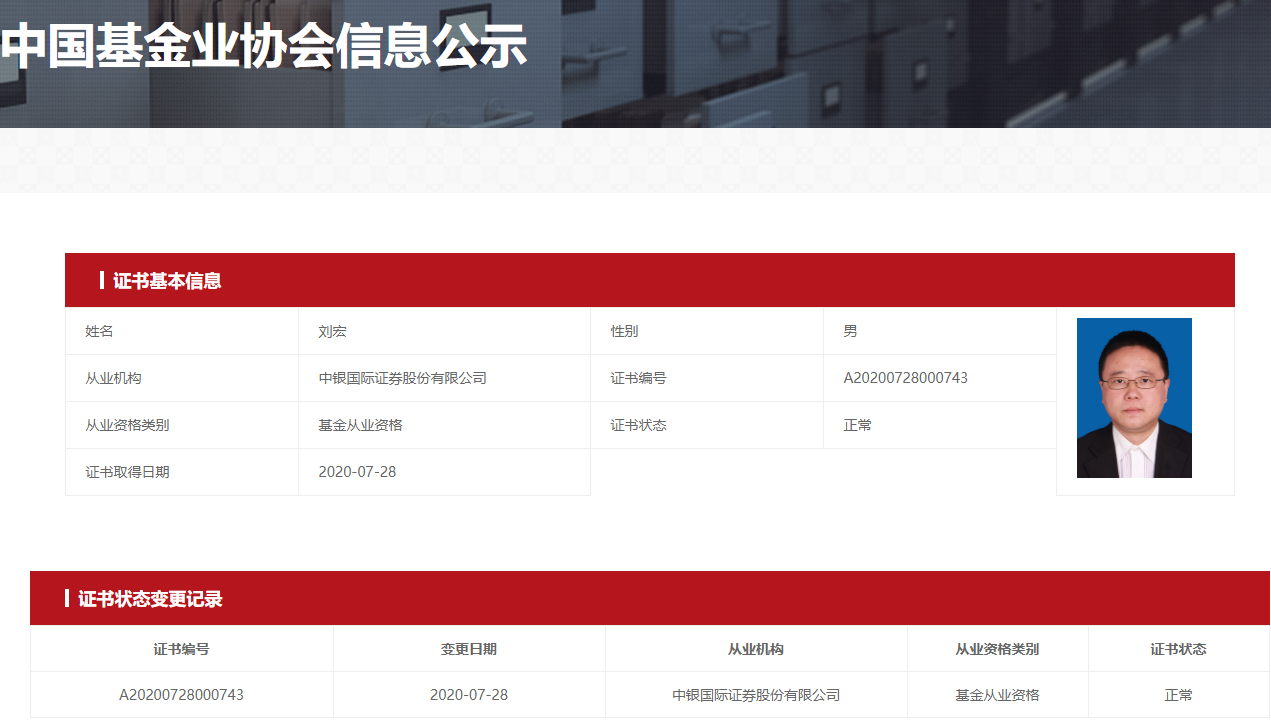 中国基金业协会信息公示
证书基本信息
姓名 刘宏 性别 男
从业机构 中银国际证券股份有限公司 证书编号 A20200728000743
从业资格类别 基金从业资格 证书状态 正常
证书取得日期 2020-07-28
证书状态变更记录
证书编号 变更日期 从业机构 从业资格类别 证书状态
A20200728000743 2020-07-28 中银国际证券股份有限公司 基金从业资格 正常